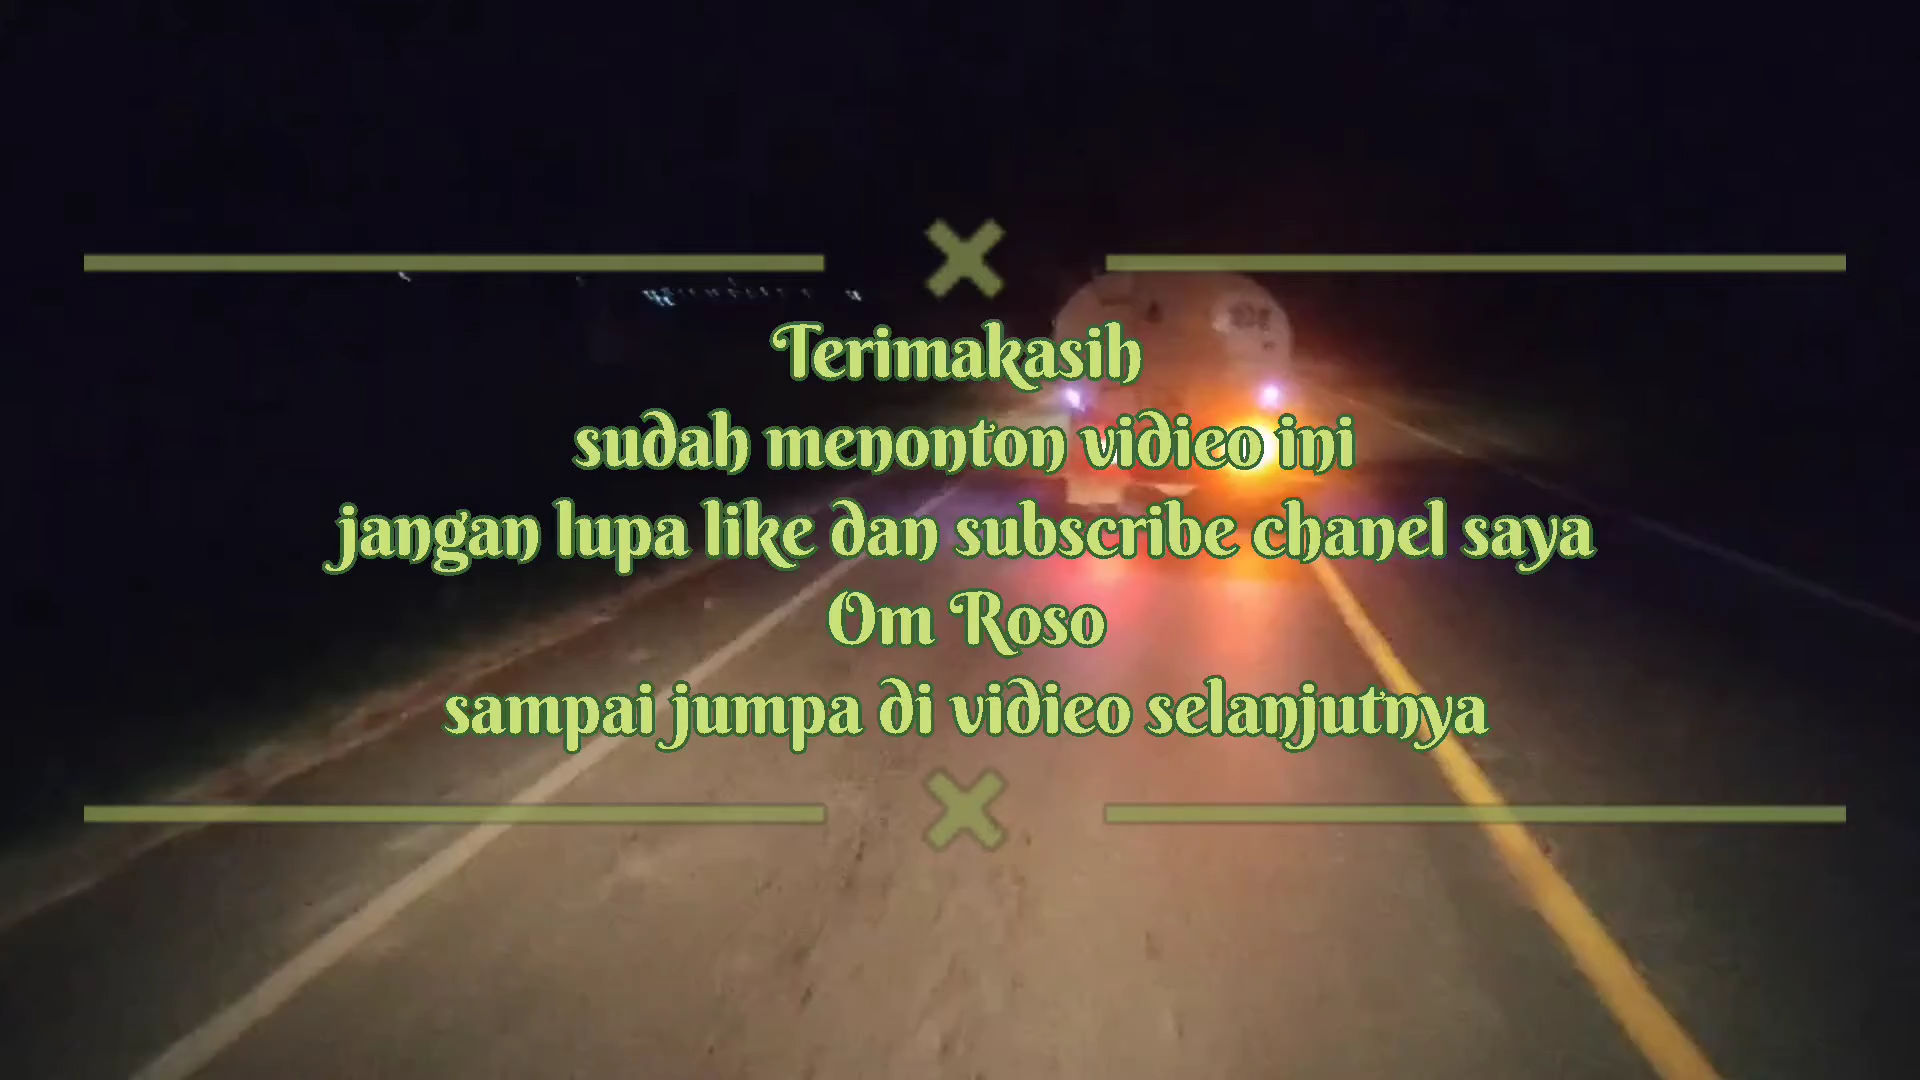 Terimakasih
sudah menonton vidieo ini
jangan lupa like dan subscribe chanel saya
Om Roso
sampai jumpa di vidieo selanjutnya